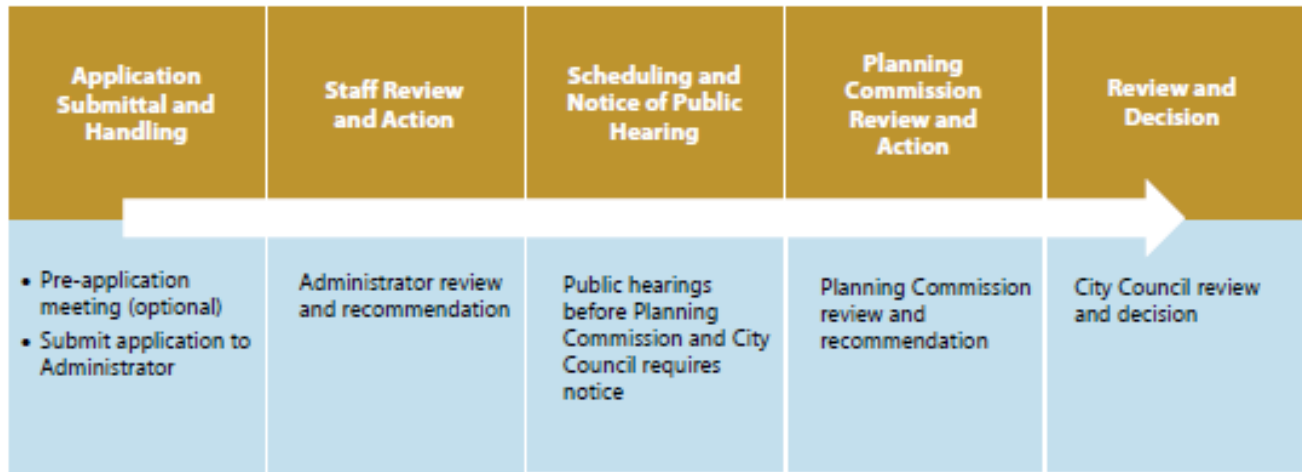 Application
Submittal and
Handling
Staff Review
and Action
Scheduling and
Notice of Public
Hearing
Planning
Commission
Review and
Action
Review and
Decision
• Pre-application
meeting (optional)
• Submit application to
Administrator
Administrator review
and recommendation
Public hearings
before Planning
Commission and City
Council requires
notice
Planning Commission
review and
recommendation
City Council review
and decision